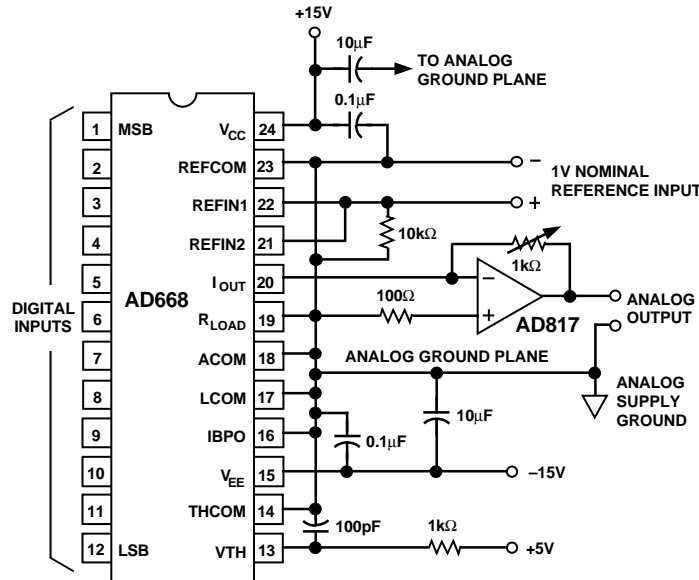 +15V
10µF
TO ANALOG
GROUND PLANE
0.1µF
1 MSB
VCC 24
2
REFCOM 23
–
1V NOMINAL
REFERENCE INPUT
3
REFIN1 22
+
4
REFIN2 21
10kΩ
1kΩ
5
IOUT 20
–
DIGITAL
INPUTS
AD668
100Ω
6
RLOAD 19
+
AD817
ANALOG
OUTPUT
7
ACOM 18
ANALOG GROUND PLANE
8
LCOM 17
10µF
ANALOG
SUPPLY
GROUND
9
IBPO 16
0.1µF
10
VEE 15
–15V
11
THCOM 14
100pF
1kΩ
12 LSB
VTH 13
+5V